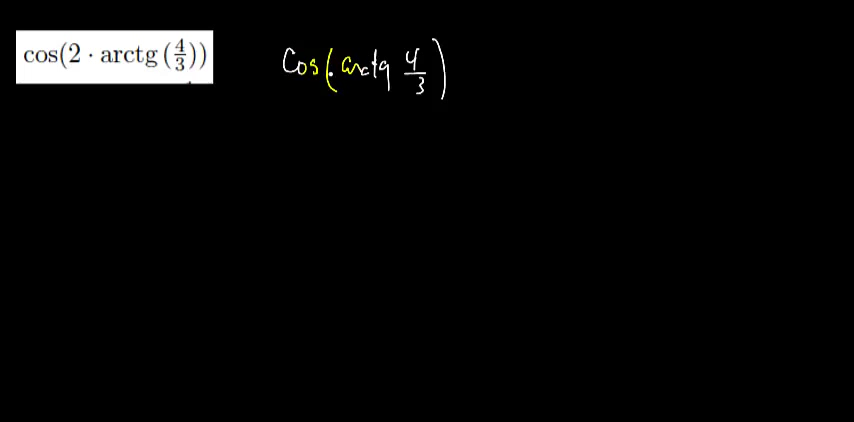 cos(2 · arctg (4/3))
Cos(. arctg 4/3)